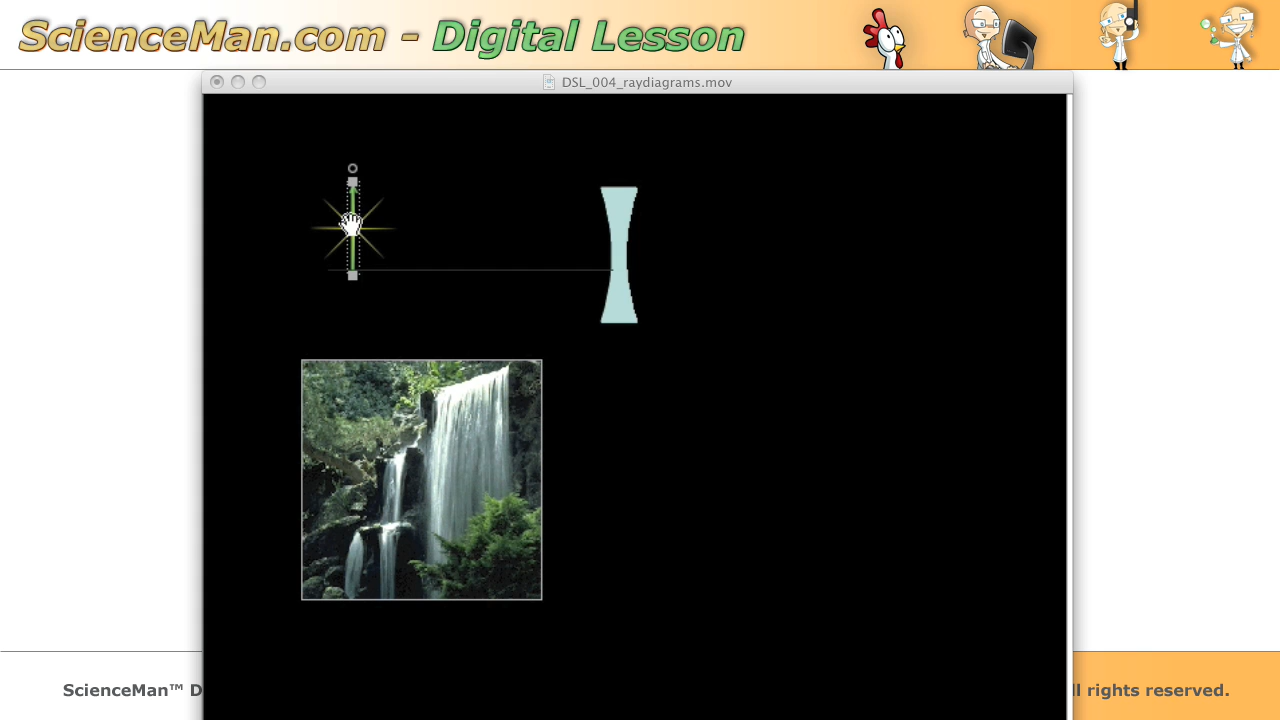 ScienceMan.com - Digital Lesson
DSL_004_raydiagrams.mov
ScienceMan™ D
ll rights reserved.